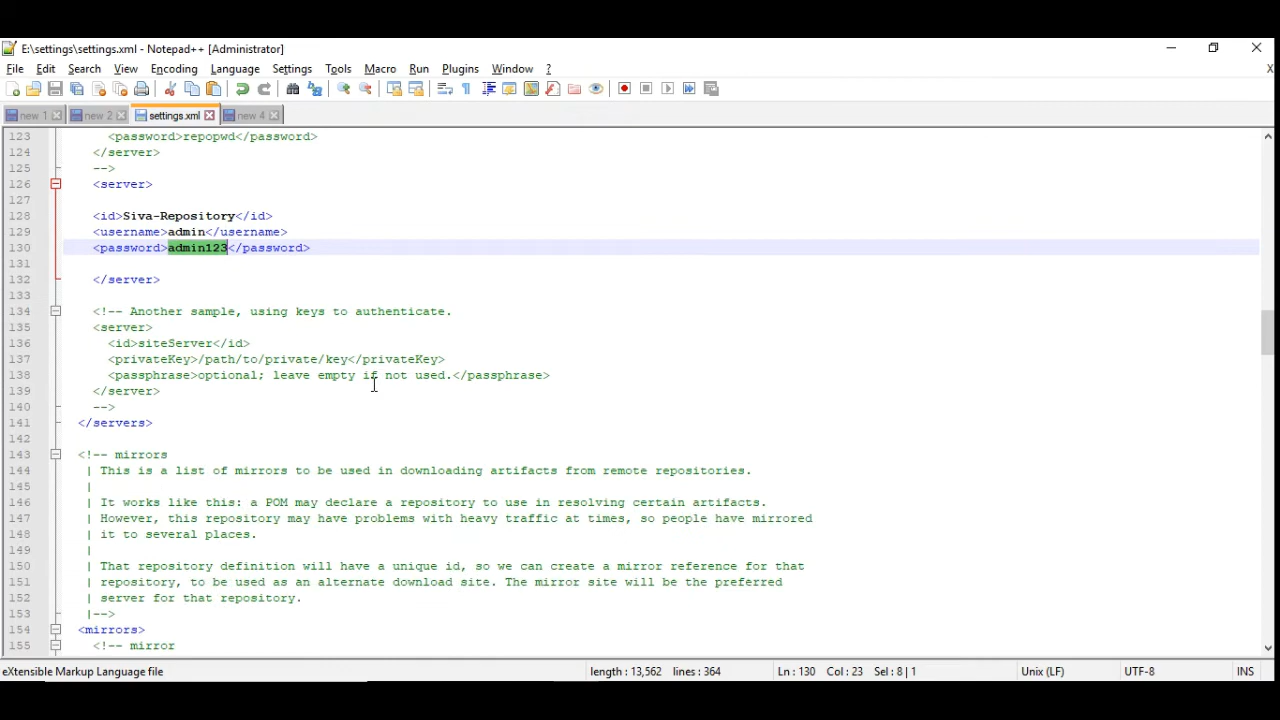 E:\settings\settings.xml - Notepad++ [Administrator]
File Edit Search View Encoding Language Settings Tools Macro Run Plugins Window ? X
new 1 new 2 settings.xml new 4
123 <password>repopwd</password>
124 </server>
125 -->
126 <server>
127
128 <id>Siva-Repository</id>
129 <username>admin</username>
130 <password>admin123</password>
131
132 </server>
133
134 <!-- Another sample, using keys to authenticate.
135 <server>
136 <id>siteServer</id>
137 <privateKey>/path/to/private/key</privateKey>
138 <passphrase>optional; leave empty if not used.</passphrase>
139 </server>
140 -->
141 </servers>
142
143 <!-- mirrors
144 | This is a list of mirrors to be used in downloading artifacts from remote repositories.
145 |
146 | It works like this: a POM may declare a repository to use in resolving certain artifacts.
147 | However, this repository may have problems with heavy traffic at times, so people have mirrored
148 | it to several places.
149 |
150 | That repository definition will have a unique id, so we can create a mirror reference for that
151 | repository, to be used as an alternate download site. The mirror site will be the preferred
152 | server for that repository.
153 |-->
154 <mirrors>
155 <!-- mirror
eXtensible Markup Language file length : 13,562 lines : 364 Ln : 130 Col : 23 Sel : 8 | 1 Unix (LF) UTF-8 INS